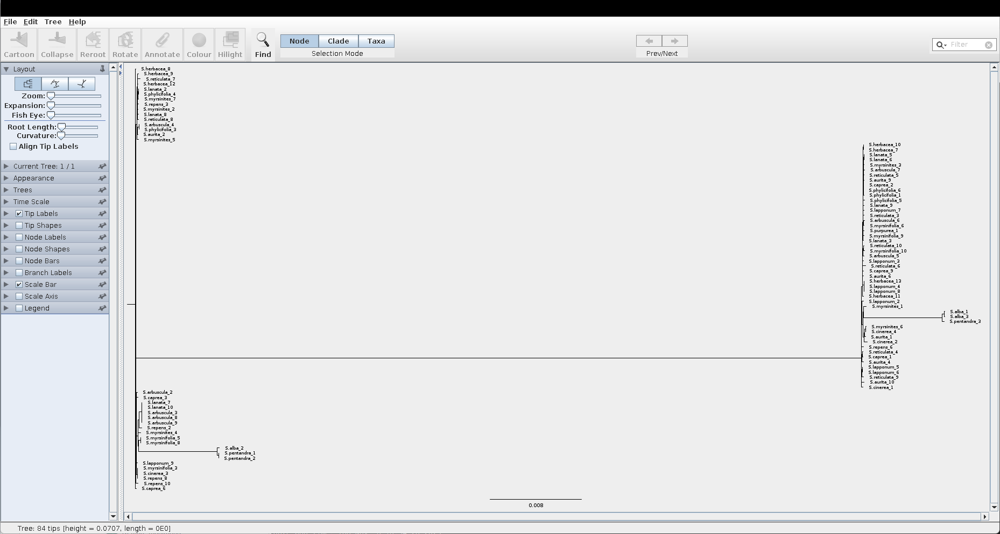 File Edit Tree Help
Cartoon Collapse Reroot Rotate Annotate Colour Hilight Find
Node Clade Taxa
Selection Mode
Prev/Next
Filter
Layout
Zoom:
Expansion:
Fish Eye:
Root Length:
Curvature:
Align Tip Labels
Current Tree: 1 / 1
Appearance
Trees
Time Scale
Tip Labels
Tip Shapes
Node Labels
Node Shapes
Node Bars
Branch Labels
Scale Bar
Scale Axis
Legend
S.herbacea_8
S.herbacea_9
S.reticulata_7
S.herbacea_12
S.lanata_2
S.phylicifolia_4
S.myrsinites_7
S.repens_3
S.myrsinites_2
S.lanata_8
S.reticulata_8
S.arbuscula_4
S.phylicifolia_3
S.aurita_2
S.myrsinites_5
S.herbacea_10
S.herbacea_7
S.lanata_5
S.lanata_6
S.myrsinites_3
S.arbuscula_7
S.reticulata_5
S.aurita_9
S.caprea_2
S.phylicifolia_6
S.phylicifolia_1
S.phylicifolia_5
S.lanata_9
S.lapponum_7
S.reticulata_3
S.arbuscula_6
S.myrsinifolia_6
S.purpurea_1
S.myrsinifolia_9
S.lanata_3
S.reticulata_10
S.myrsinifolia_10
S.arbuscula_5
S.lapponum_3
S.reticulata_6
S.caprea_9
S.aurita_6
S.herbacea_13
S.lapponum_4
S.lapponum_8
S.herbacea_11
S.lapponum_2
S.myrsinites_1
S.alba_1
S.alba_3
S.pentandra_3
S.myrsinites_6
S.cinerea_4
S.aurita_1
S.cinerea_2
S.repens_6
S.reticulata_4
S.caprea_1
S.aurita_4
S.lapponum_5
S.lapponum_6
S.reticulata_9
S.aurita_10
S.cinerea_1
S.arbuscula_2
S.caprea_3
S.lanata_7
S.lanata_10
S.arbuscula_3
S.arbuscula_8
S.arbuscula_9
S.repens_2
S.myrsinites_4
S.myrsinifolia_5
S.myrsinifolia_8
S.alba_2
S.pentandra_1
S.pentandra_2
S.lapponum_9
S.myrsinifolia_3
S.cinerea_3
S.repens_8
S.repens_10
S.caprea_6
0.008
Tree: 84 tips [height = 0.0707, length = 0E0]